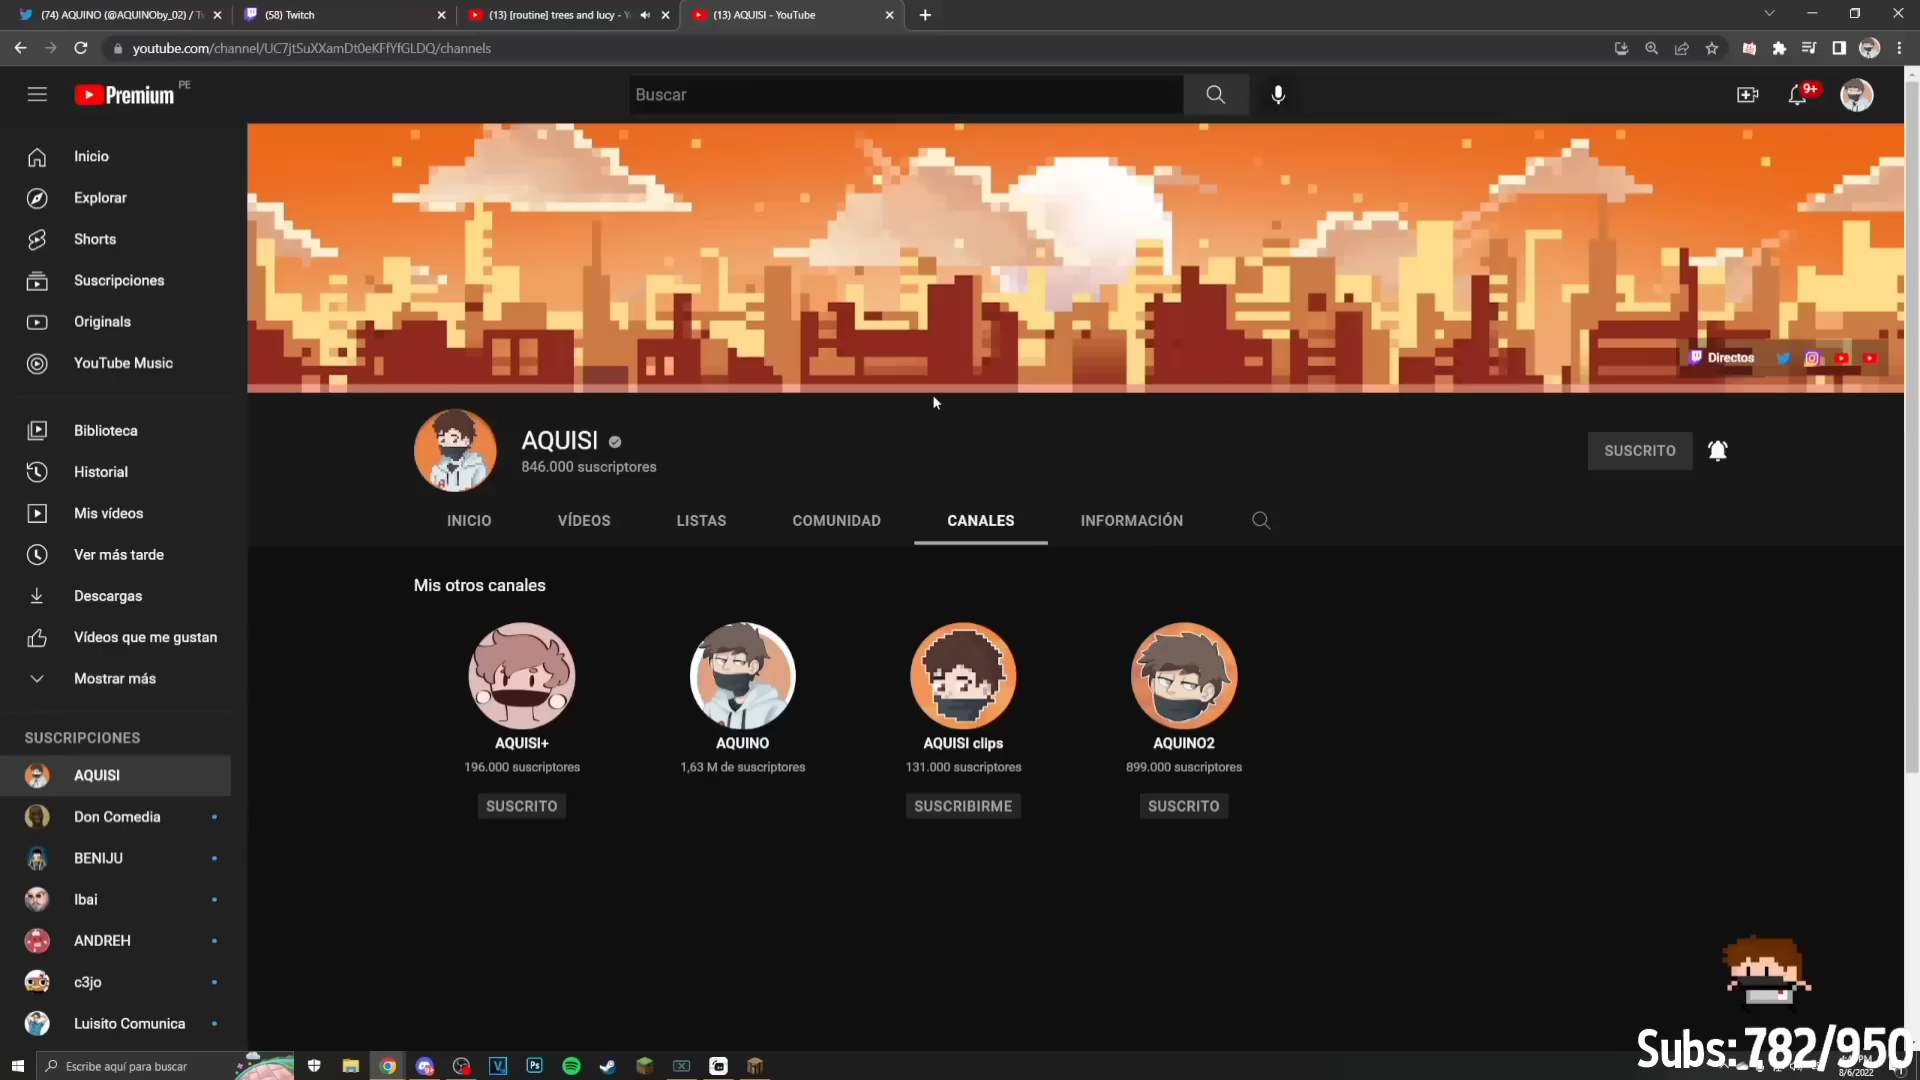 (74) AQUINO (@AQUINOby_02) / Tw
(58) Twitch
(13) [routine] trees and lucy - Y
(13) AQUISI - YouTube
youtube.com/channel/UC7jtSuXXamDt0eKFfYfGLDQ/channels
Premium PE
Buscar
9+
Inicio
Explorar
Shorts
Suscripciones
Originals
YouTube Music
Biblioteca
Historial
Mis vídeos
Ver más tarde
Descargas
Vídeos que me gustan
Mostrar más
SUSCRIPCIONES
AQUISI
Don Comedia
BENIJU
Ibai
ANDREH
c3jo
Luisito Comunica
Directos
AQUISI
846.000 suscriptores
SUSCRITO
INICIO
VÍDEOS
LISTAS
COMUNIDAD
CANALES
INFORMACIÓN
Mis otros canales
AQUISI+
196.000 suscriptores
SUSCRITO
AQUINO
1,63 M de suscriptores
AQUISI clips
131.000 suscriptores
SUSCRIBIRME
AQUINO2
899.000 suscriptores
SUSCRITO
Subs: 782/950
Escribe aquí para buscar
8/6/2022